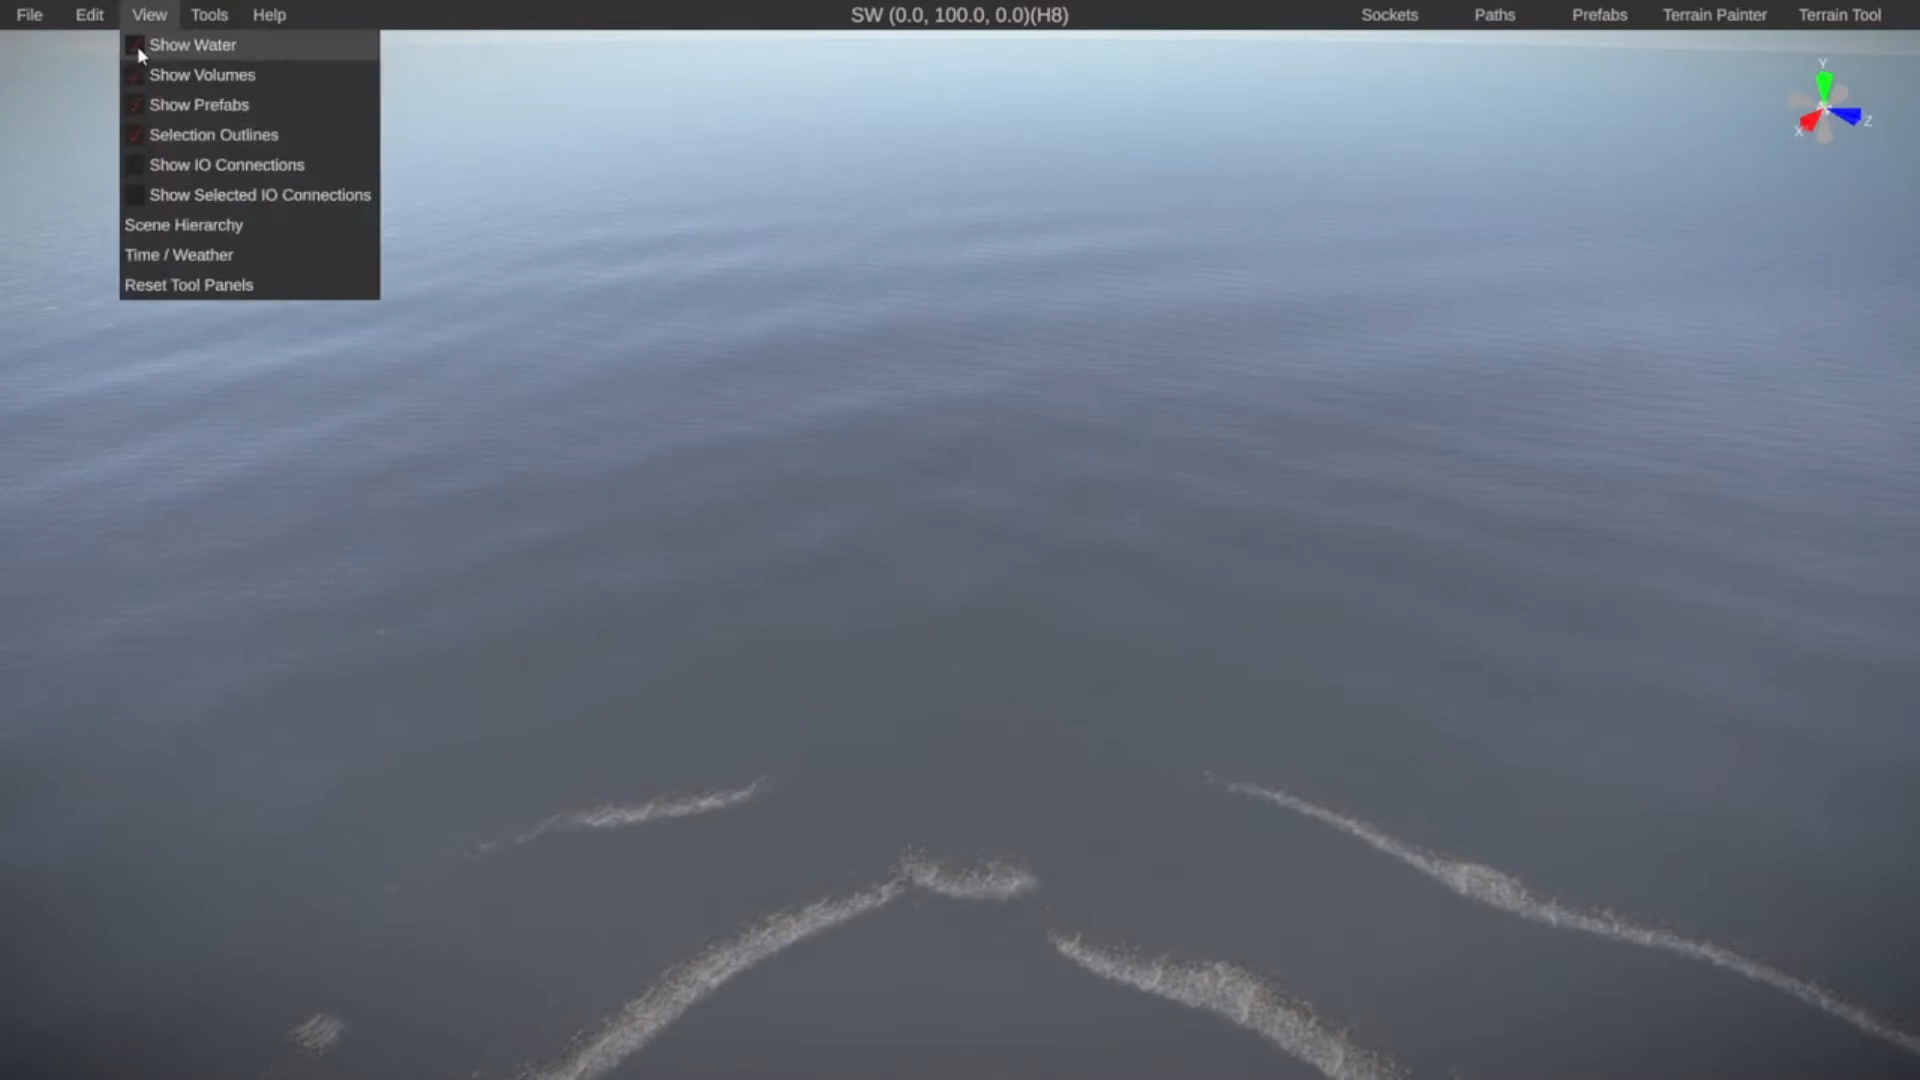 File Edit View Tools Help SW (0.0, 100.0, 0.0)(H8) Sockets Paths Prefabs Terrain Painter Terrain Tool
Show Water
Show Volumes
Show Prefabs
Selection Outlines
Show IO Connections
Show Selected IO Connections
Scene Hierarchy
Time / Weather
Reset Tool Panels
Y
Z
X